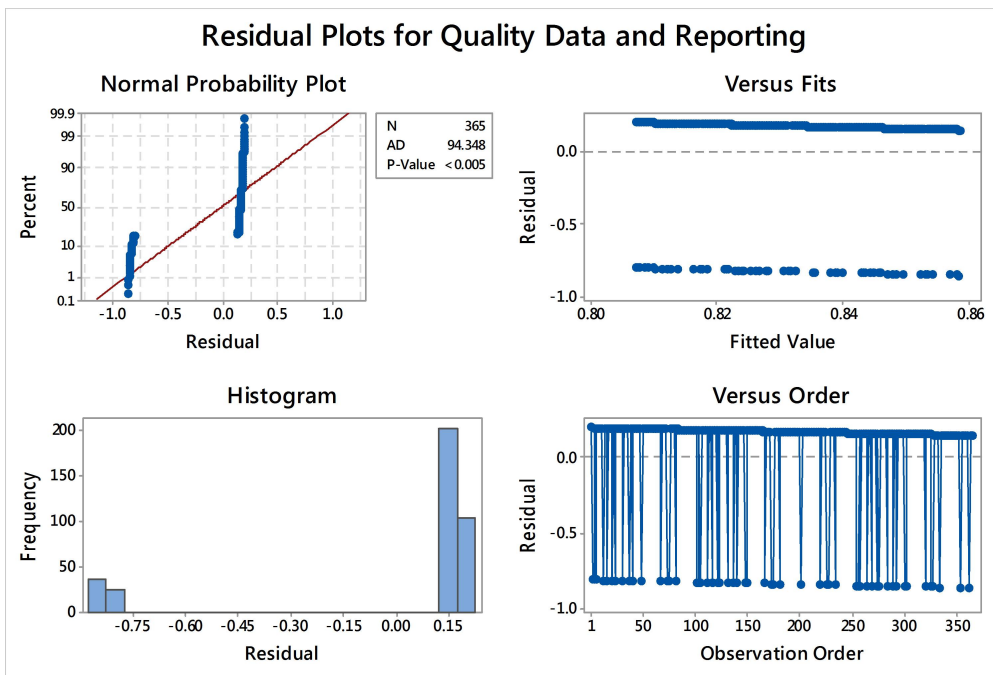 Residual Plots for Quality Data and Reporting
Normal Probability Plot
99.9
99
90
50
10
1
0.1
Percent
-1.0 -0.5 0.0 0.5 1.0
Residual
N 365
AD 94.348
P-Value <0.005
Versus Fits
0.0
-0.5
-1.0
Residual
0.80 0.82 0.84 0.86
Fitted Value
Histogram
200
150
100
50
0
Frequency
-0.75 -0.60 -0.45 -0.30 -0.15 0.00 0.15
Residual
Versus Order
0.0
-0.5
-1.0
Residual
1 50 100 150 200 250 300 350
Observation Order